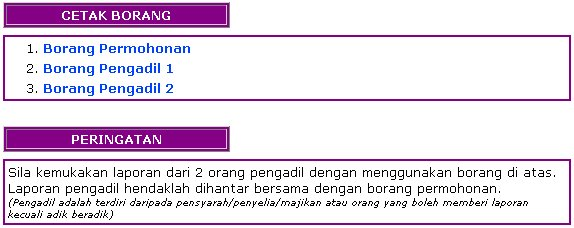 CETAK BORANG
1. Borang Permohonan
2. Borang Pengadil 1
3. Borang Pengadil 2
PERINGATAN
Sila kemukakan laporan dari 2 orang pengadil dengan menggunakan borang di atas.
Laporan pengadil hendaklah dihantar bersama dengan borang permohonan.
(Pengadil adalah terdiri daripada pensyarah/penyelia/majikan atau orang yang boleh memberi laporan
kecuali adik beradik)